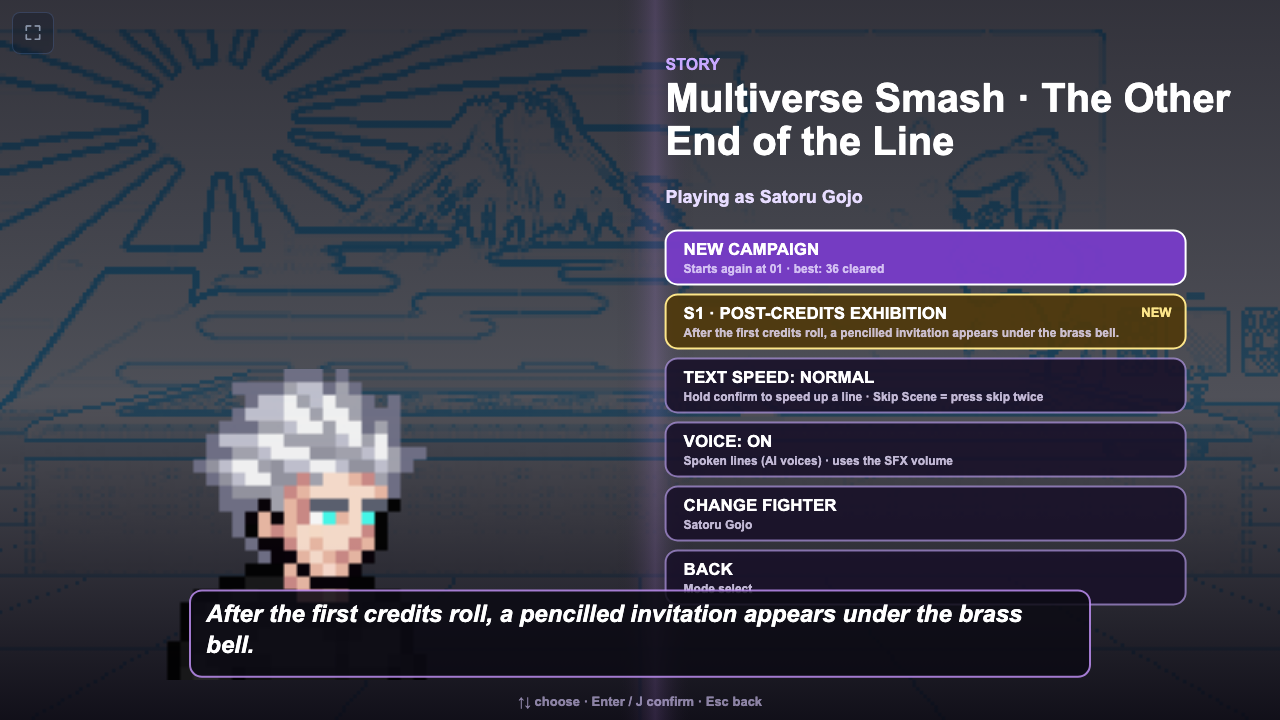 STORY
Multiverse Smash · The Other
End of the Line
Playing as Satoru Gojo
NEW CAMPAIGN
Starts again at 01 · best: 36 cleared
S1 · POST-CREDITS EXHIBITION
NEW
After the first credits roll, a pencilled invitation appears under the brass bell.
TEXT SPEED: NORMAL
Hold confirm to speed up a line · Skip Scene = press skip twice
VOICE: ON
Spoken lines (AI voices) · uses the SFX volume
CHANGE FIGHTER
Satoru Gojo
BACK
Mode select
After the first credits roll, a pencilled invitation appears under the brass
bell.
↑↓ choose · Enter / J confirm · Esc back